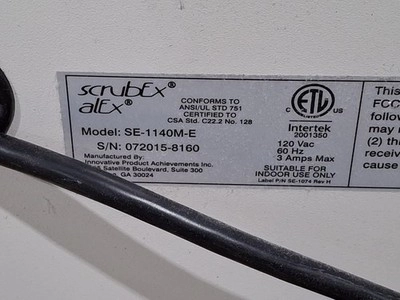 scrubEx®
alEx®
CONFORMS TO
ANSI/UL STD 751
CERTIFIED TO
CSA Std. C22.2 No. 128
Model: SE-1140M-E
S/N: 072015-8160
Manufactured By:
Innovative Product Achievements Inc.
Satellite Boulevard. Suite 300
GA 30024
C ETL US
Intertek
2001350
120 Vac
60 Hz
3 Amps Max
SUITABLE FOR
INDOOR USE ONLY
Label P/N SE-1074 Rev H
This
FCC
follow
may n
(2) thi
receive
cause